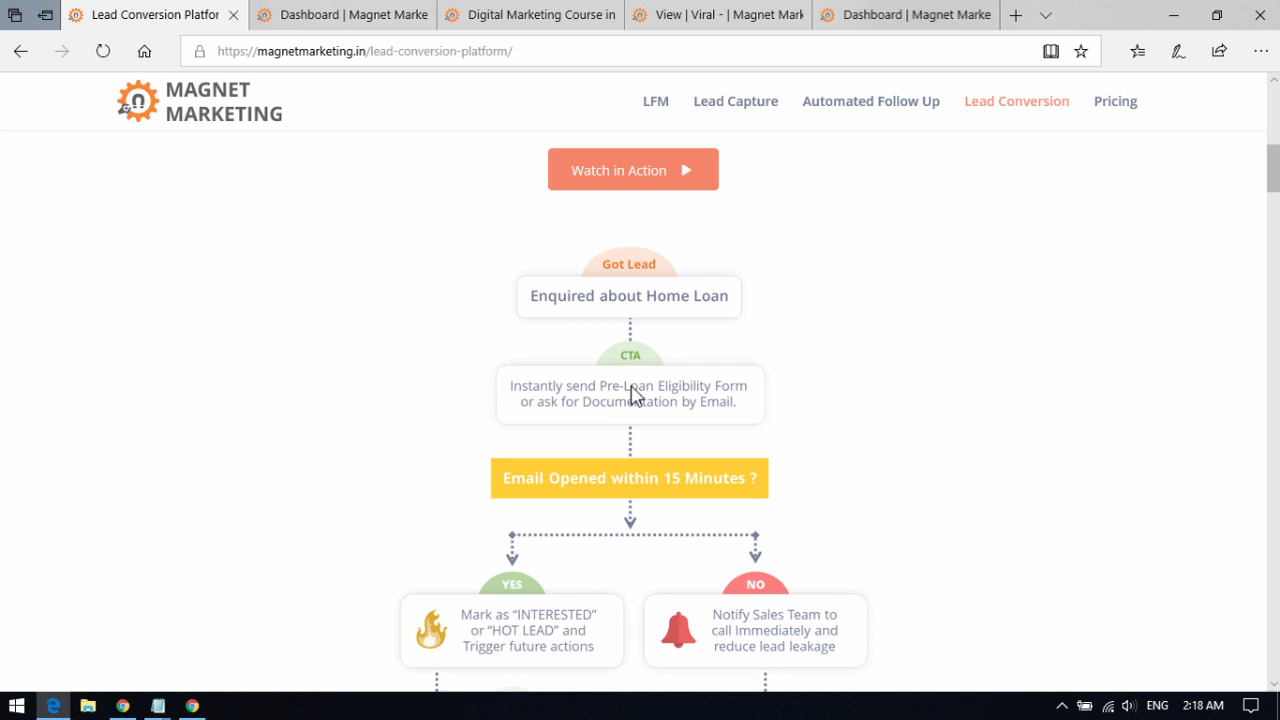 Lead Conversion Platfor
Dashboard | Magnet Marke
Digital Marketing Course in
View | Viral - | Magnet Mark
Dashboard | Magnet Marke
https://magnetmarketing.in/lead-conversion-platform/
MAGNET
MARKETING
LFM
Lead Capture
Automated Follow Up
Lead Conversion
Pricing
Watch in Action
Got Lead
Enquired about Home Loan
CTA
Instantly send Pre-Loan Eligibility Form
or ask for Documentation by Email.
Email Opened within 15 Minutes ?
YES
Mark as “INTERESTED”
or “HOT LEAD” and
Trigger future actions
NO
Notify Sales Team to
call Immediately and
reduce lead leakage
ENG
2:18 AM